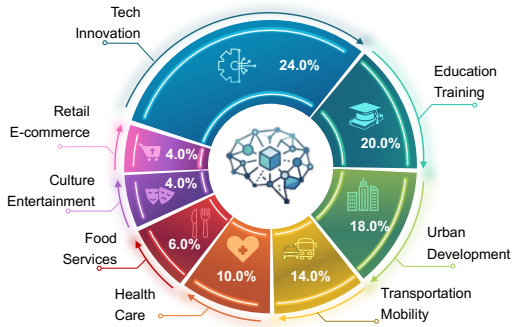 Tech
Innovation
24.0%
Education
Training
20.0%
Urban
Development
18.0%
Transportation
Mobility
14.0%
Health
Care
10.0%
Food
Services
6.0%
Culture
Entertainment
4.0%
Retail
E-commerce
4.0%